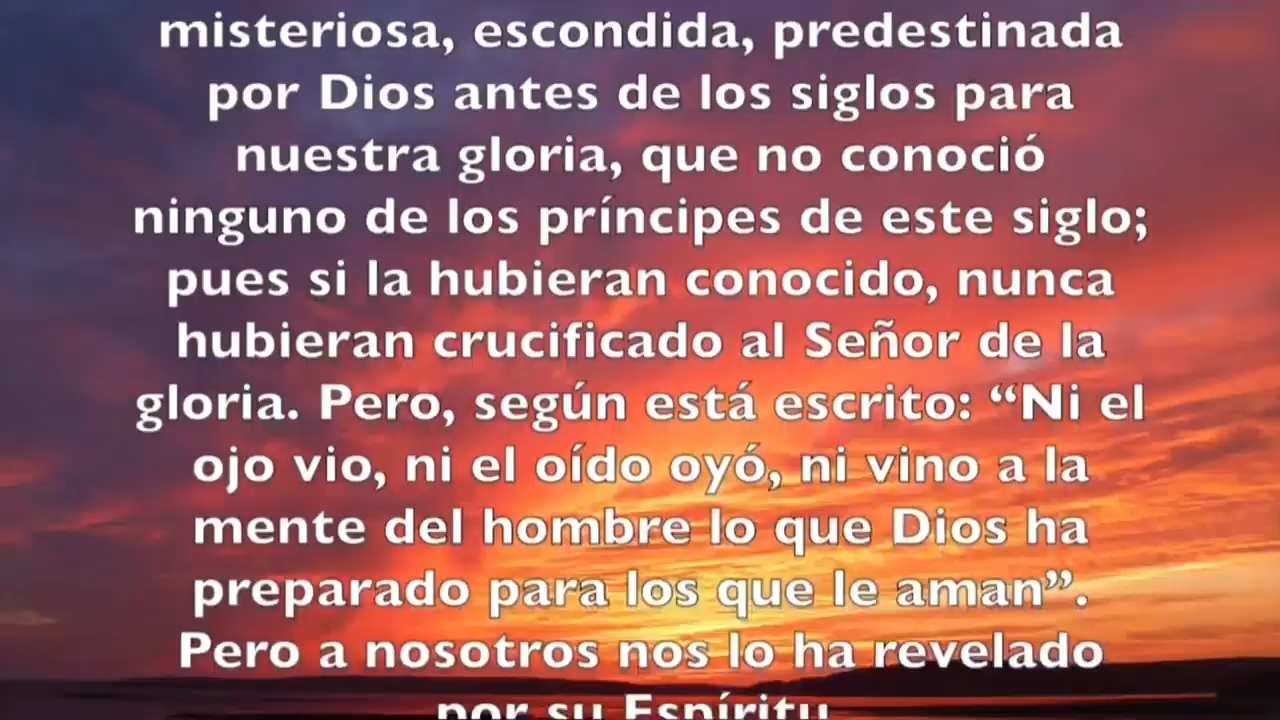 misteriosa, escondida, predestinada
por Dios antes de los siglos para
nuestra gloria, que no conoció
ninguno de los príncipes de este siglo;
pues si la hubieran conocido, nunca
hubieran crucificado al Señor de la
gloria. Pero, según está escrito: “Ni el
ojo vio, ni el oído oyó, ni vino a la
mente del hombre lo que Dios ha
preparado para los que le aman”.
Pero a nosotros nos lo ha revelado
por su Espíritu